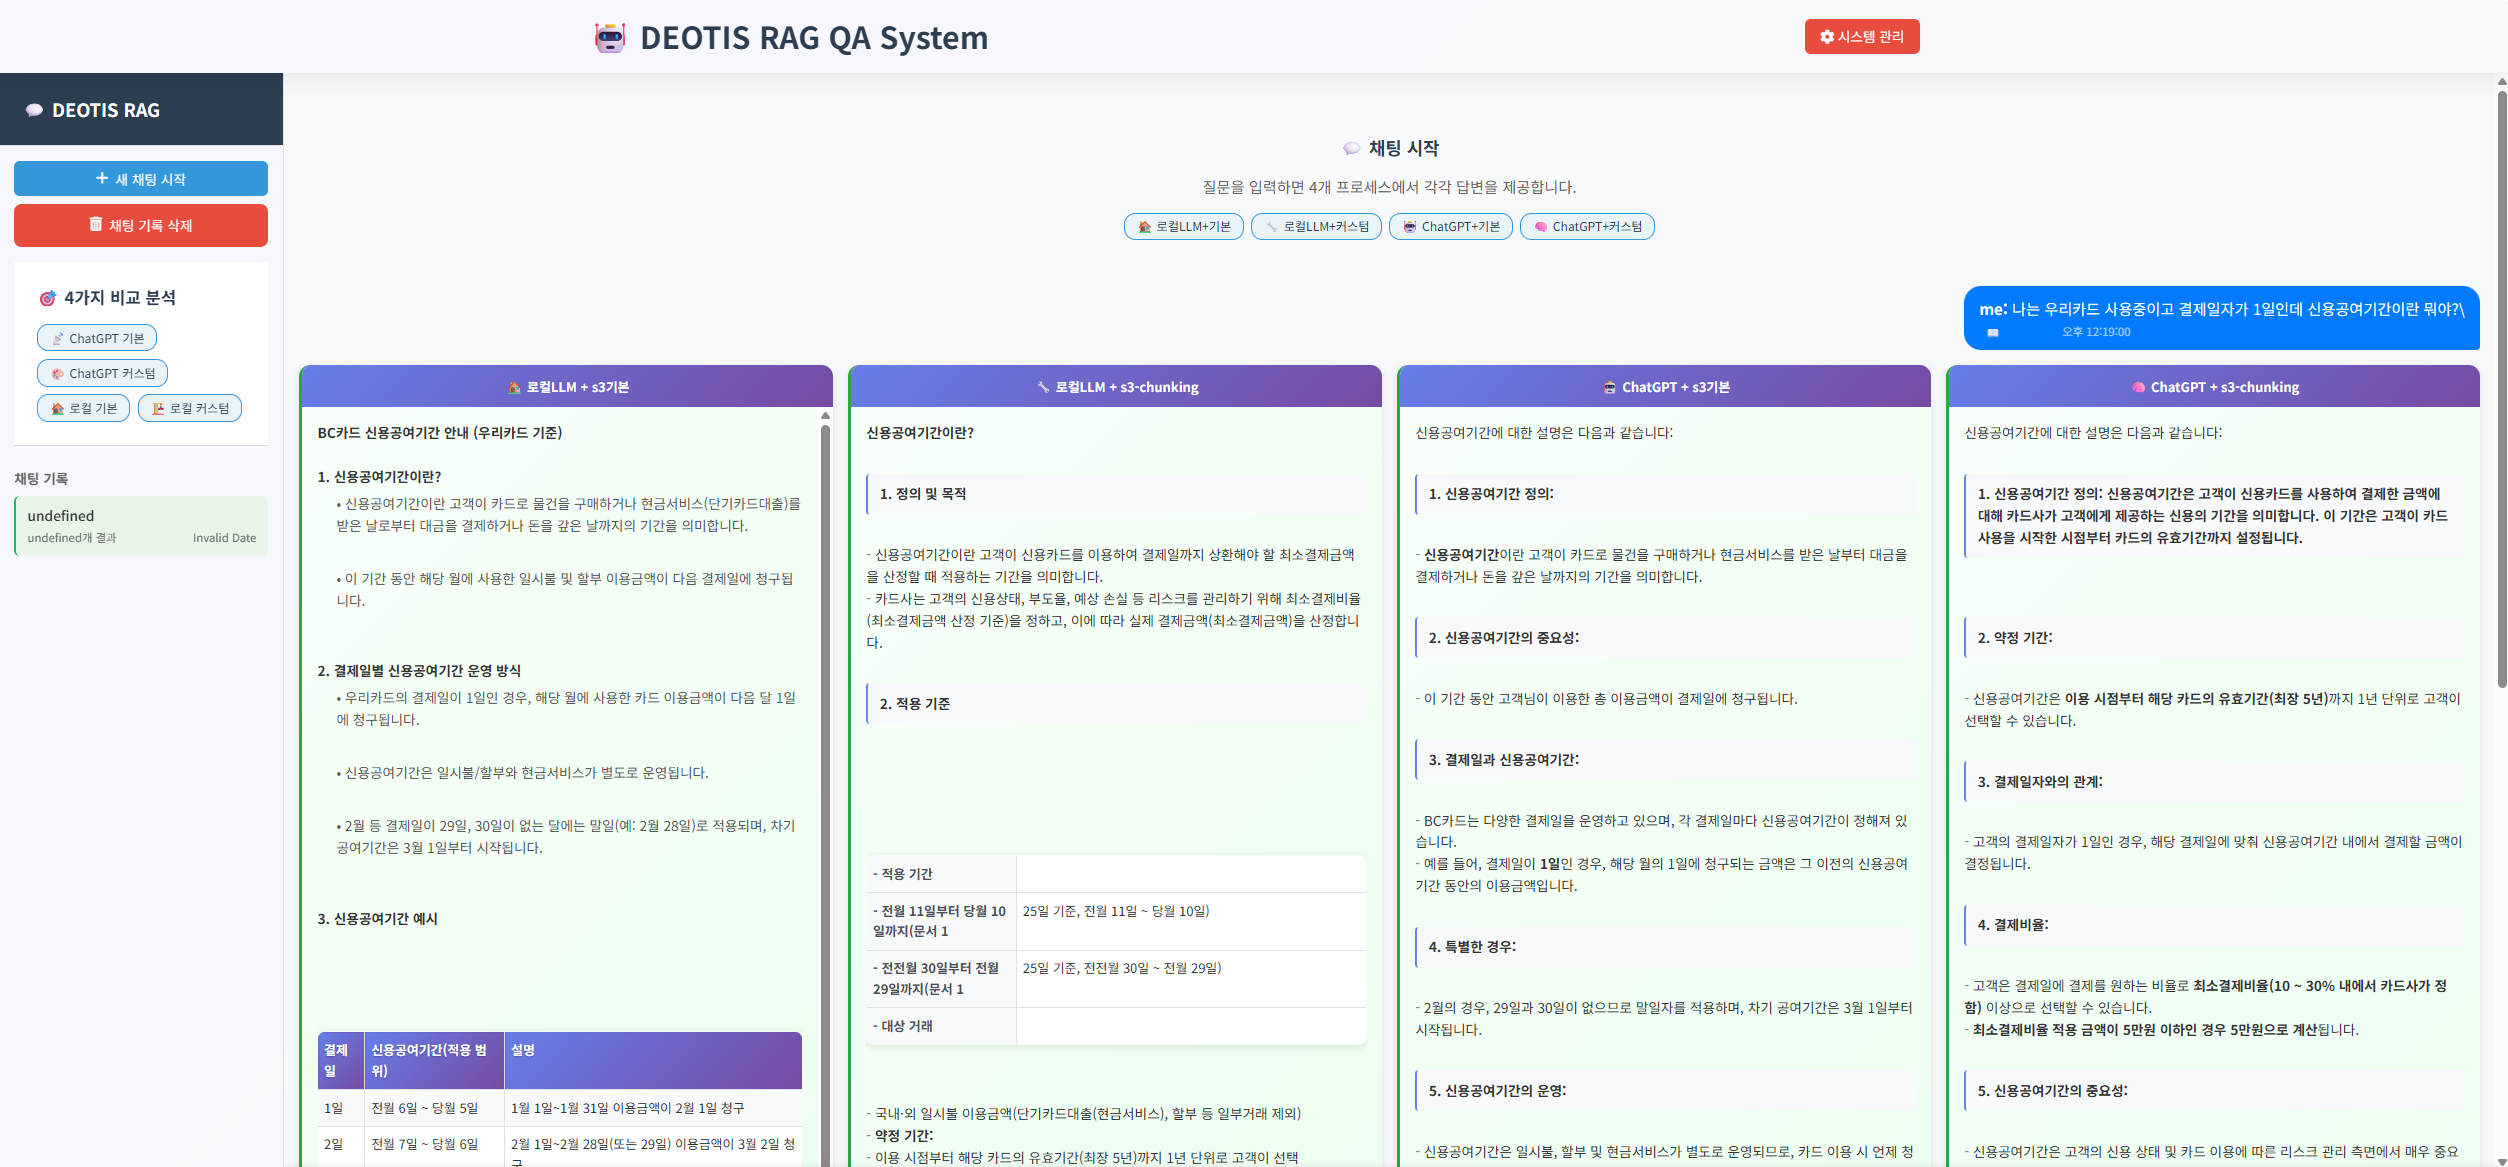 DEOTIS RAG QA System
시스템 관리
DEOTIS RAG
+ 새 채팅 시작
채팅 기록 삭제
4가지 비교 분석
ChatGPT 기본
ChatGPT 커스텀
로컬 기본
로컬 커스텀
채팅 기록
undefined
undefined개 결과
Invalid Date
채팅 시작
질문을 입력하면 4개 프로세스에서 각각 답변을 제공합니다.
로컬LLM+기본
로컬LLM+커스텀
ChatGPT+기본
ChatGPT+커스텀
me: 나는 우리카드 사용중이고 결제일자가 1일인데 신용공여기간이란 뭐야?\
오후 12:19:00
로컬LLM + s3기본
BC카드 신용공여기간 안내 (우리카드 기준)
1. 신용공여기간이란?
• 신용공여기간이란 고객이 카드로 물건을 구매하거나 현금서비스(단기카드대출)를
받은 날로부터 대금을 결제하거나 돈을 갚은 날까지의 기간을 의미합니다.
• 이 기간 동안 해당 월에 사용한 일시불 및 할부 이용금액이 다음 결제일에 청구됩
니다.
2. 결제일별 신용공여기간 운영 방식
• 우리카드의 결제일이 1일인 경우, 해당 월에 사용한 카드 이용금액이 다음 달 1일
에 청구됩니다.
• 신용공여기간은 일시불/할부와 현금서비스가 별도로 운영됩니다.
• 2월 등 결제일이 29일, 30일이 없는 달에는 말일(예: 2월 28일)로 적용되며, 차기
공여기간은 3월 1일부터 시작됩니다.
3. 신용공여기간 예시
결제
일
신용공여기간(적용 범
위)
설명
1일
전월 6일 ~ 당월 5일
1월 1일~1월 31일 이용금액이 2월 1일 청구
2일
전월 7일 ~ 당월 6일
2월 1일~2월 28일(또는 29일) 이용금액이 3월 2일 청
구
로컬LLM + s3-chunking
신용공여기간이란?
1. 정의 및 목적
- 신용공여기간이란 고객이 신용카드를 이용하여 결제일까지 상환해야 할 최소결제금액
을 산정할 때 적용하는 기간을 의미합니다.
- 카드사는 고객의 신용상태, 부도율, 예상 손실 등 리스크를 관리하기 위해 최소결제비율
(최소결제금액 산정 기준)을 정하고, 이에 따라 실제 결제금액(최소결제금액)을 산정합니
다.
2. 적용 기준
- 적용 기간
- 전월 11일부터 당월 10
일까지(문서 1
25일 기준, 전월 11일 ~ 당월 10일)
- 전전월 30일부터 전월
29일까지(문서 1
25일 기준, 전전월 30일 ~ 전월 29일)
- 대상 거래
- 국내·외 일시불 이용금액(단기카드대출(현금서비스), 할부 등 일부거래 제외)
- 약정 기간:
- 이용 시점부터 해당 카드의 유효기간(최장 5년)까지 1년 단위로 고객이 선택
ChatGPT + s3기본
신용공여기간에 대한 설명은 다음과 같습니다:
1. 신용공여기간 정의:
- 신용공여기간이란 고객이 카드로 물건을 구매하거나 현금서비스를 받은 날부터 대금을
결제하거나 돈을 갚은 날까지의 기간을 의미합니다.
2. 신용공여기간의 중요성:
- 이 기간 동안 고객님이 이용한 총 이용금액이 결제일에 청구됩니다.
3. 결제일과 신용공여기간:
- BC카드는 다양한 결제일을 운영하고 있으며, 각 결제일마다 신용공여기간이 정해져 있
습니다.
- 예를 들어, 결제일이 1일인 경우, 해당 월의 1일에 청구되는 금액은 그 이전의 신용공여
기간 동안의 이용금액입니다.
4. 특별한 경우:
- 2월의 경우, 29일과 30일이 없으므로 말일자를 적용하며, 차기 공여기간은 3월 1일부터
시작됩니다.
5. 신용공여기간의 운영:
- 신용공여기간은 일시불, 할부 및 현금서비스가 별도로 운영되므로, 카드 이용 시 언제 청
ChatGPT + s3-chunking
신용공여기간에 대한 설명은 다음과 같습니다:
1. 신용공여기간 정의: 신용공여기간은 고객이 신용카드를 사용하여 결제한 금액에
대해 카드사가 고객에게 제공하는 신용의 기간을 의미합니다. 이 기간은 고객이 카드
사용을 시작한 시점부터 카드의 유효기간까지 설정됩니다.
2. 약정 기간:
- 신용공여기간은 이용 시점부터 해당 카드의 유효기간(최장 5년)까지 1년 단위로 고객이
선택할 수 있습니다.
3. 결제일자와의 관계:
- 고객의 결제일자가 1일인 경우, 해당 결제일에 맞춰 신용공여기간 내에서 결제할 금액이
결정됩니다.
4. 결제비율:
- 고객은 결제일에 결제를 원하는 비율로 최소결제비율(10 ~ 30% 내에서 카드사가 정
함) 이상으로 선택할 수 있습니다.
- 최소결제비율 적용 금액이 5만원 이하인 경우 5만원으로 계산됩니다.
5. 신용공여기간의 중요성:
- 신용공여기간은 고객의 신용 상태 및 카드 이용에 따른 리스크 관리 측면에서 매우 중요